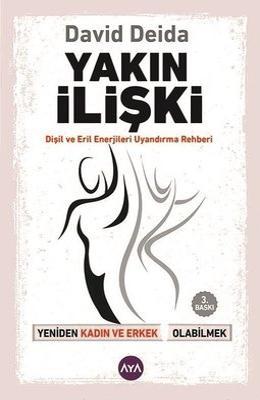 David Deida
YAKIN
İLİŞKİ
Dişil ve Eril Enerjileri Uyandırma Rehberi
3.
BASKI
YENİDEN KADIN VE ERKEK OLABİLMEK
AYA